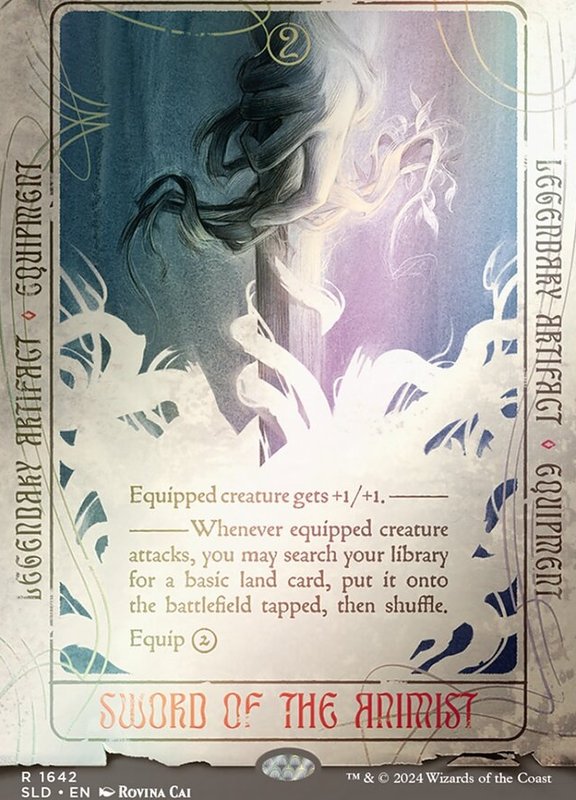 2
LEGENDARY ARTIFACT ♦ EQUIPMENT
LEGENDARY ARTIFACT ♦ EQUIPMENT
Equipped creature gets +1/+1.
Whenever equipped creature
attacks, you may search your library
for a basic land card, put it onto
the battlefield tapped, then shuffle.
Equip 2
SWORD OF THE ANIMIST
R 1642
SLD • EN ROVINA CAI
™ & © 2024 Wizards of the Coast